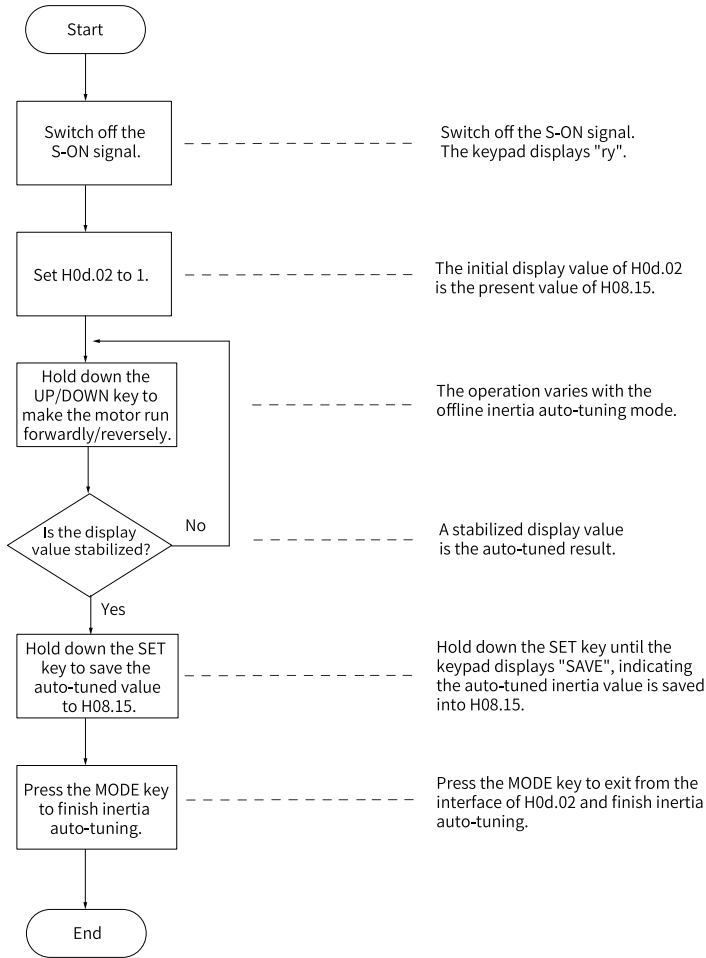 Start
Switch off the
S-ON signal.
Switch off the S-ON signal.
The keypad displays "ry".
Set H0d.02 to 1.
The initial display value of H0d.02
is the present value of H08.15.
Hold down the
UP/DOWN key to
make the motor run
forwardly/reversely.
The operation varies with the
offline inertia auto-tuning mode.
Is the display
value stabilized?
No
A stabilized display value
is the auto-tuned result.
Yes
Hold down the SET
key to save the
auto-tuned value
to H08.15.
Hold down the SET key until the
keypad displays "SAVE", indicating
the auto-tuned inertia value is saved
into H08.15.
Press the MODE key
to finish inertia
auto-tuning.
Press the MODE key to exit from the
interface of H0d.02 and finish inertia
auto-tuning.
End